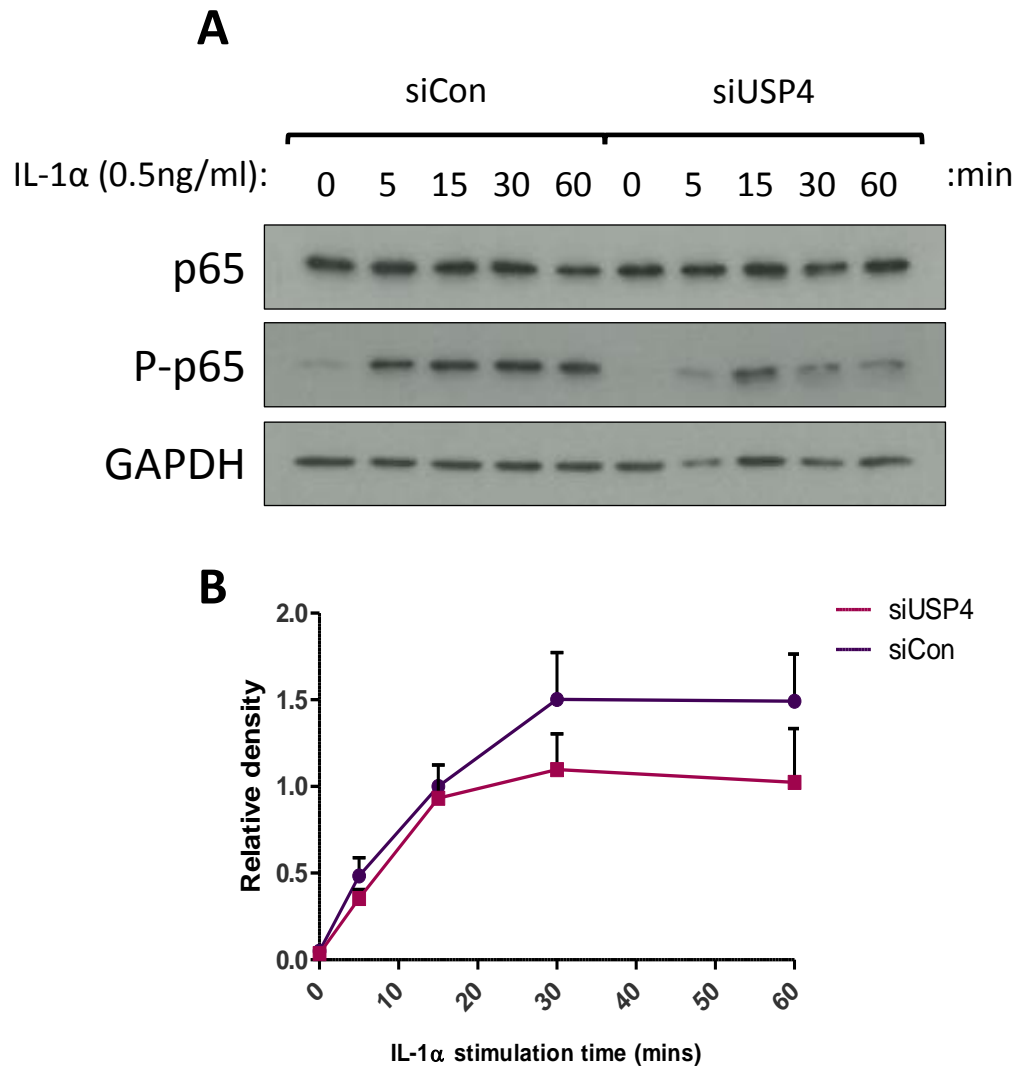 A
siCon siUSP4
IL-1α (0.5ng/ml): 0 5 15 30 60 0 5 15 30 60 :min
p65
P-p65
GAPDH
B
siUSP4
siCon
2.0
1.5
1.0
0.5
0.0
Relative density
0 10 20 30 40 50 60
IL-1α stimulation time (mins)